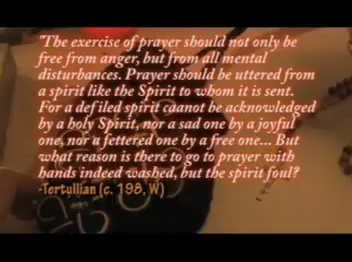 "The exercise of prayer should not only be
free from anger, but from all mental
disturbances. Prayer should be uttered from
a spirit like the Spirit to whom it is sent.
For a defiled spirit cannot be acknowledged
by a holy Spirit, nor a sad one by a joyful
one, nor a fettered one by a free one... But
what reason is there to go to prayer with
hands indeed washed, but the spirit foul?
-Tertullian (c. 198, W)